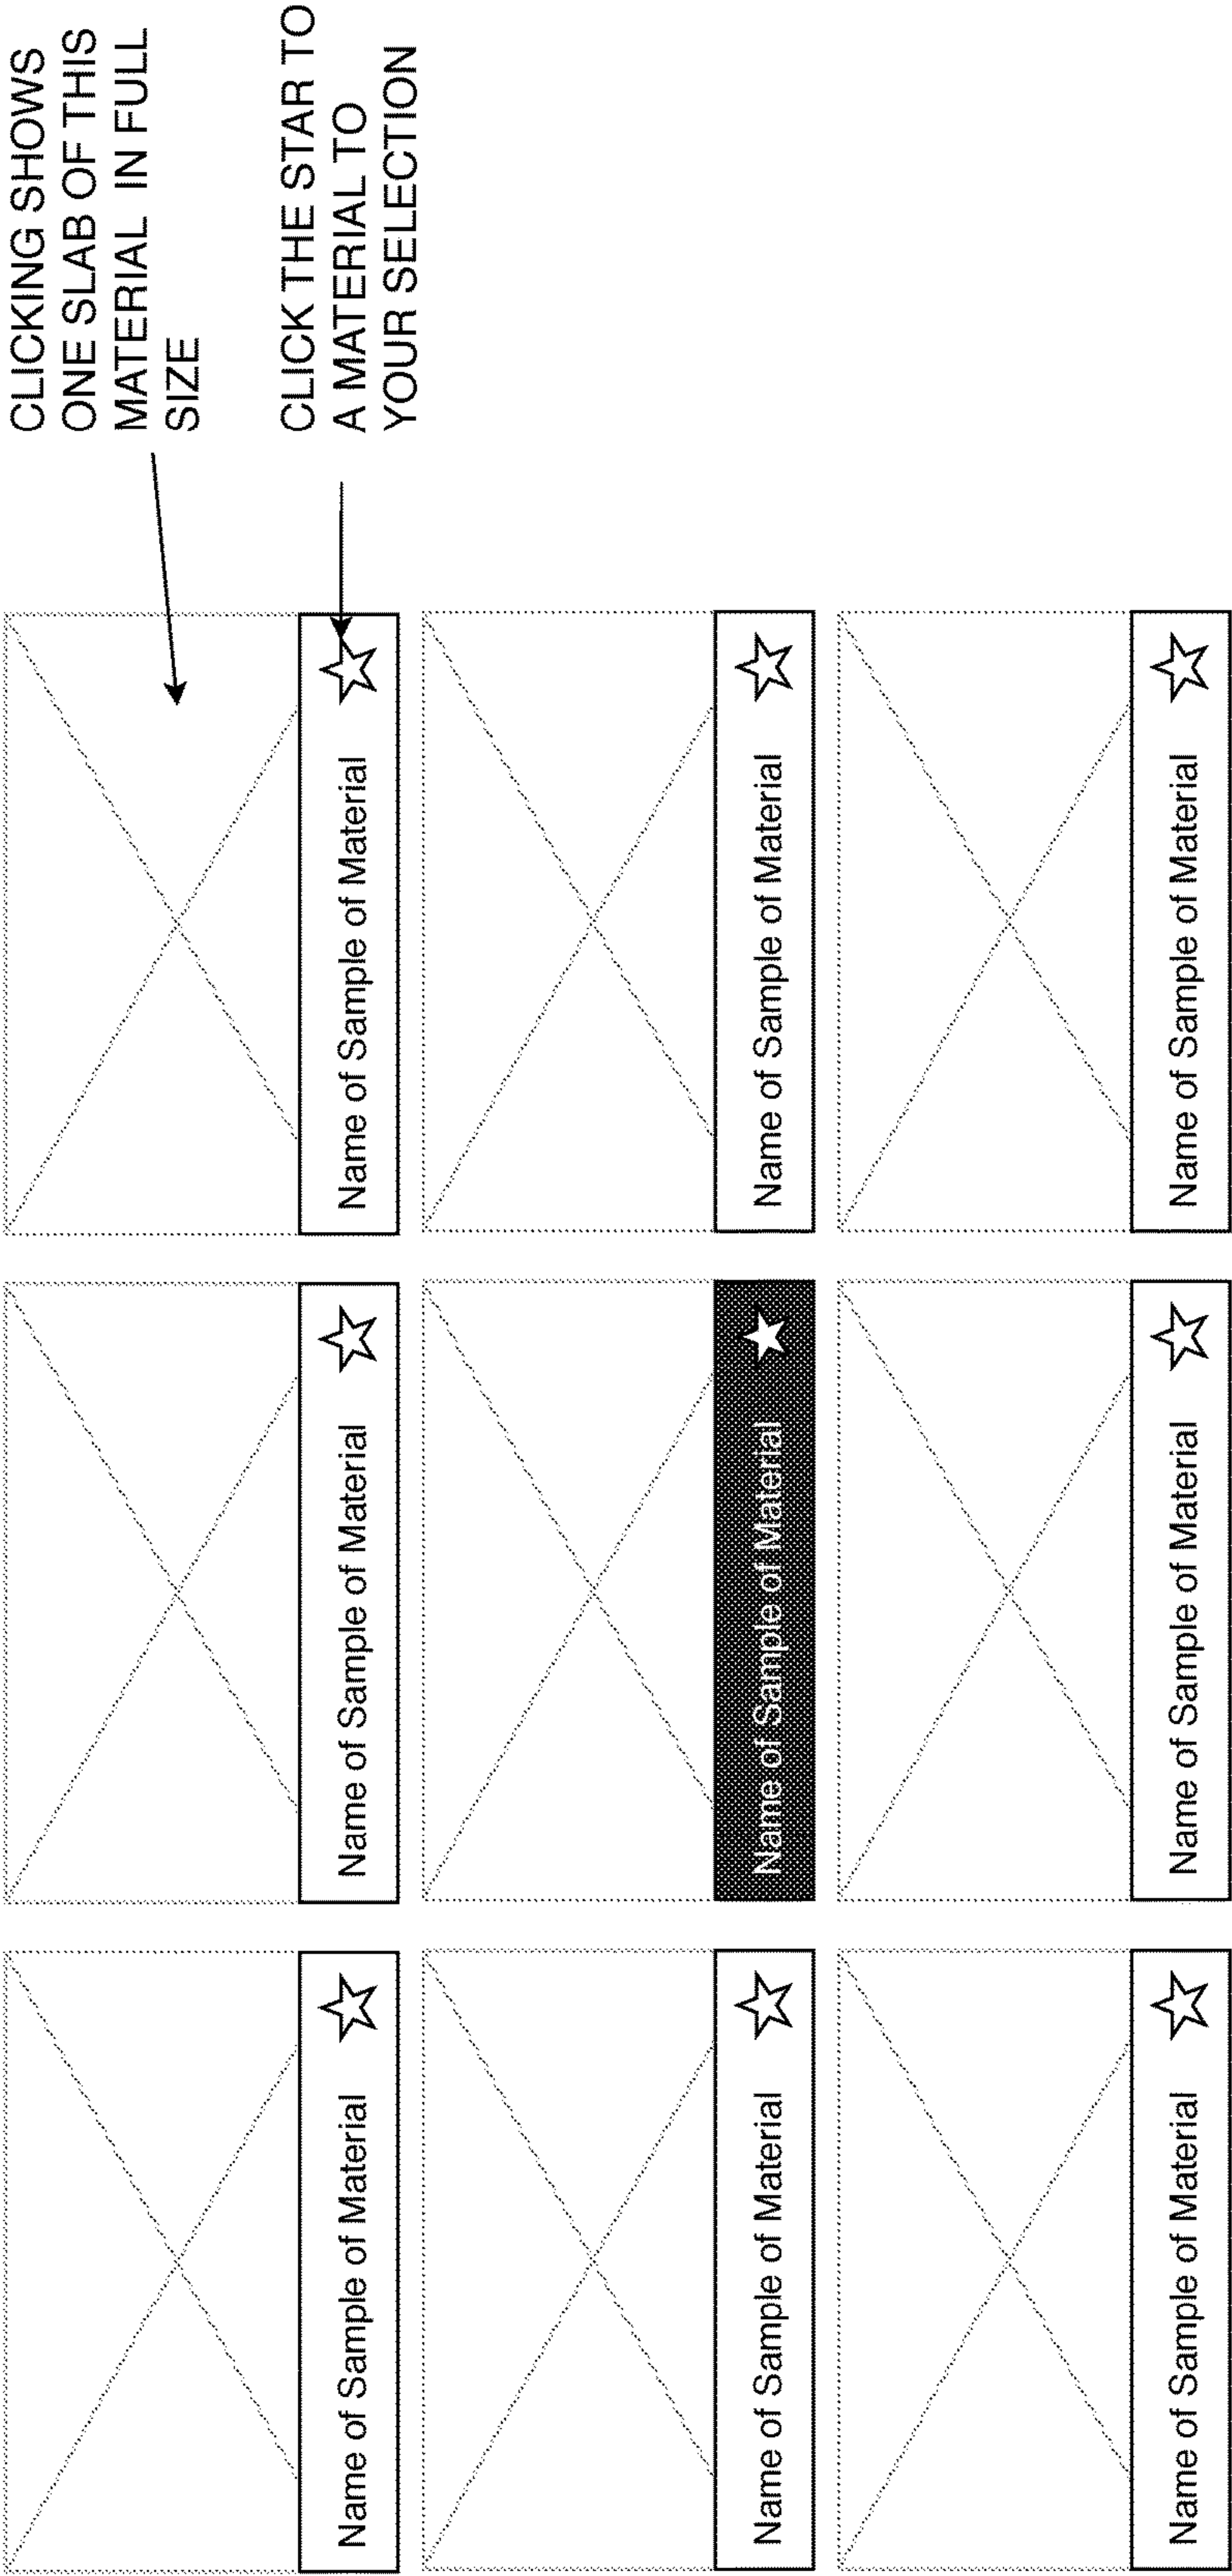 CLICKING SHOWS
ONE SLAB OF THIS
MATERIAL IN FULL
SIZE
CLICK THE STAR TO
A MATERIAL TO
YOUR SELECTION
Name of Sample of Material
Name of Sample of Material
Name of Sample of Material
Name of Sample of Material
Name of Sample of Material
Name of Sample of Material
Name of Sample of Material
Name of Sample of Material
Name of Sample of Material